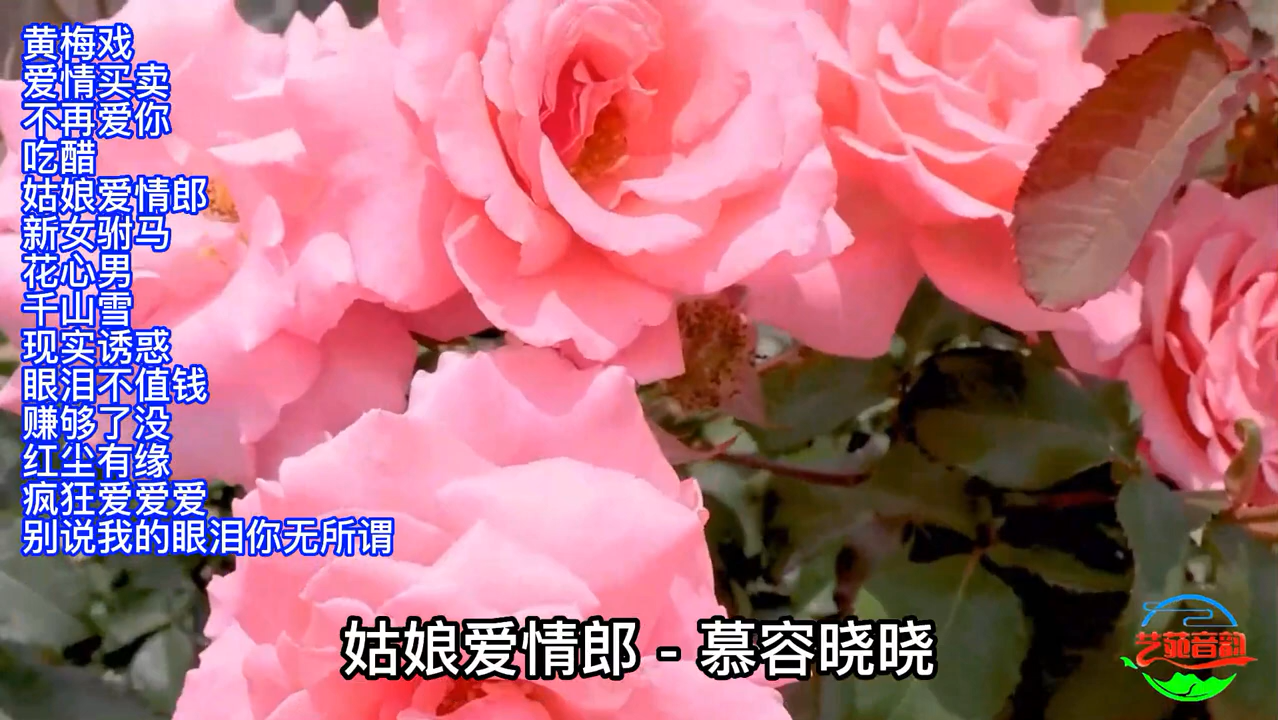 黄梅戏
爱情买卖
不再爱你
吃醋
姑娘爱情郎
新女驸马
花心男
千山雪
现实诱惑
眼泪不值钱
赚够了没
红尘有缘
疯狂爱爱爱
别说我的眼泪你无所谓
姑娘爱情郎 - 慕容晓晓
艺苑音韵